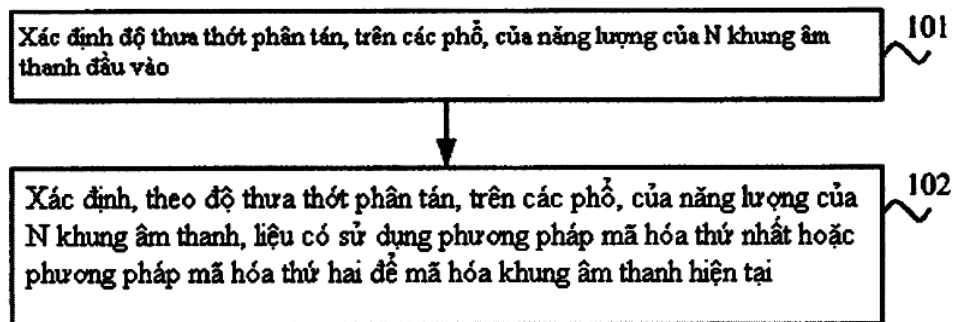 Xác định độ thưa thớt phân tán, trên các phổ, của năng lượng của N khung âm
thanh đầu vào
101
Xác định, theo độ thưa thớt phân tán, trên các phổ, của năng lượng của
N khung âm thanh, liệu có sử dụng phương pháp mã hóa thứ nhất hoặc
phương pháp mã hóa thứ hai để mã hóa khung âm thanh hiện tại
102